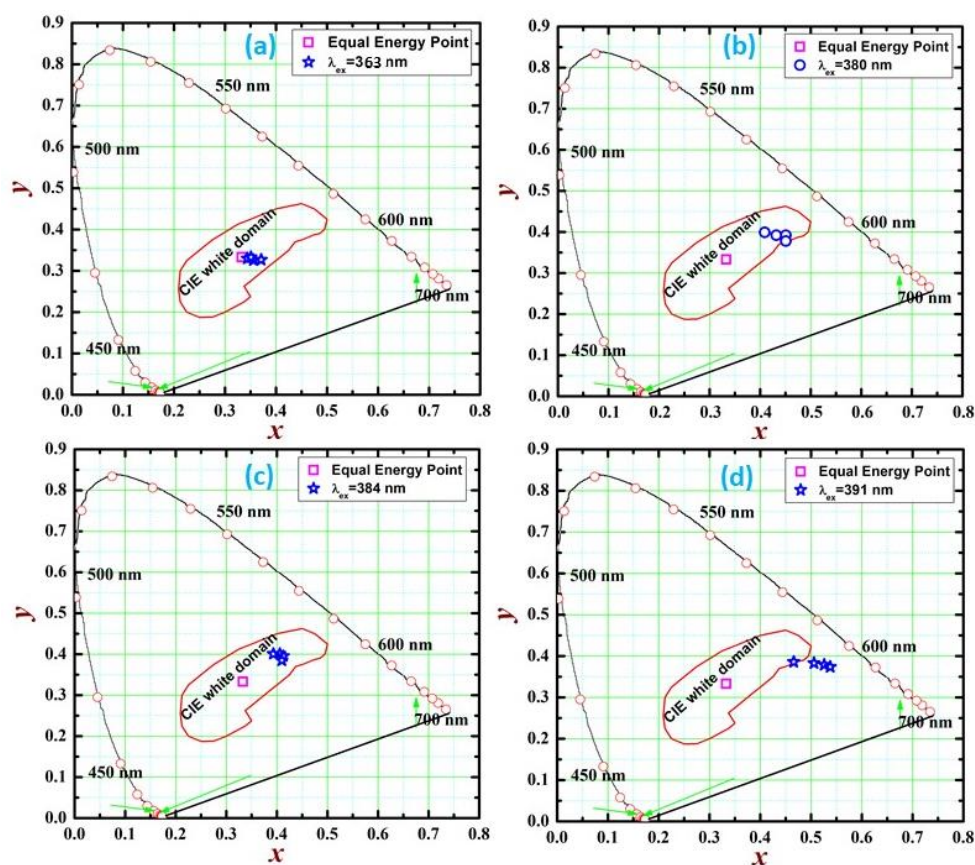 (a)
Equal Energy Point
λex=363 nm
0.9
0.8
0.7
0.6
0.5
0.4
0.3
0.2
0.1
0.0
y
550 nm
500 nm
600 nm
CIE white domain
700 nm
450 nm
0.0 0.1 0.2 0.3 0.4 0.5 0.6 0.7 0.8
x
(b)
Equal Energy Point
λex=380 nm
0.9
0.8
0.7
0.6
0.5
0.4
0.3
0.2
0.1
0.0
y
550 nm
500 nm
600 nm
CIE white domain
700 nm
450 nm
0.0 0.1 0.2 0.3 0.4 0.5 0.6 0.7 0.8 0.9
x
(c)
Equal Energy Point
λex=384 nm
0.9
0.8
0.7
0.6
0.5
0.4
0.3
0.2
0.1
0.0
y
550 nm
500 nm
600 nm
CIE white domain
700 nm
450 nm
0.0 0.1 0.2 0.3 0.4 0.5 0.6 0.7 0.8
x
(d)
Equal Energy Point
λex=391 nm
0.9
0.8
0.7
0.6
0.5
0.4
0.3
0.2
0.1
0.0
y
550 nm
500 nm
600 nm
CIE white domain
700 nm
450 nm
0.0 0.1 0.2 0.3 0.4 0.5 0.6 0.7 0.8 0.9
x